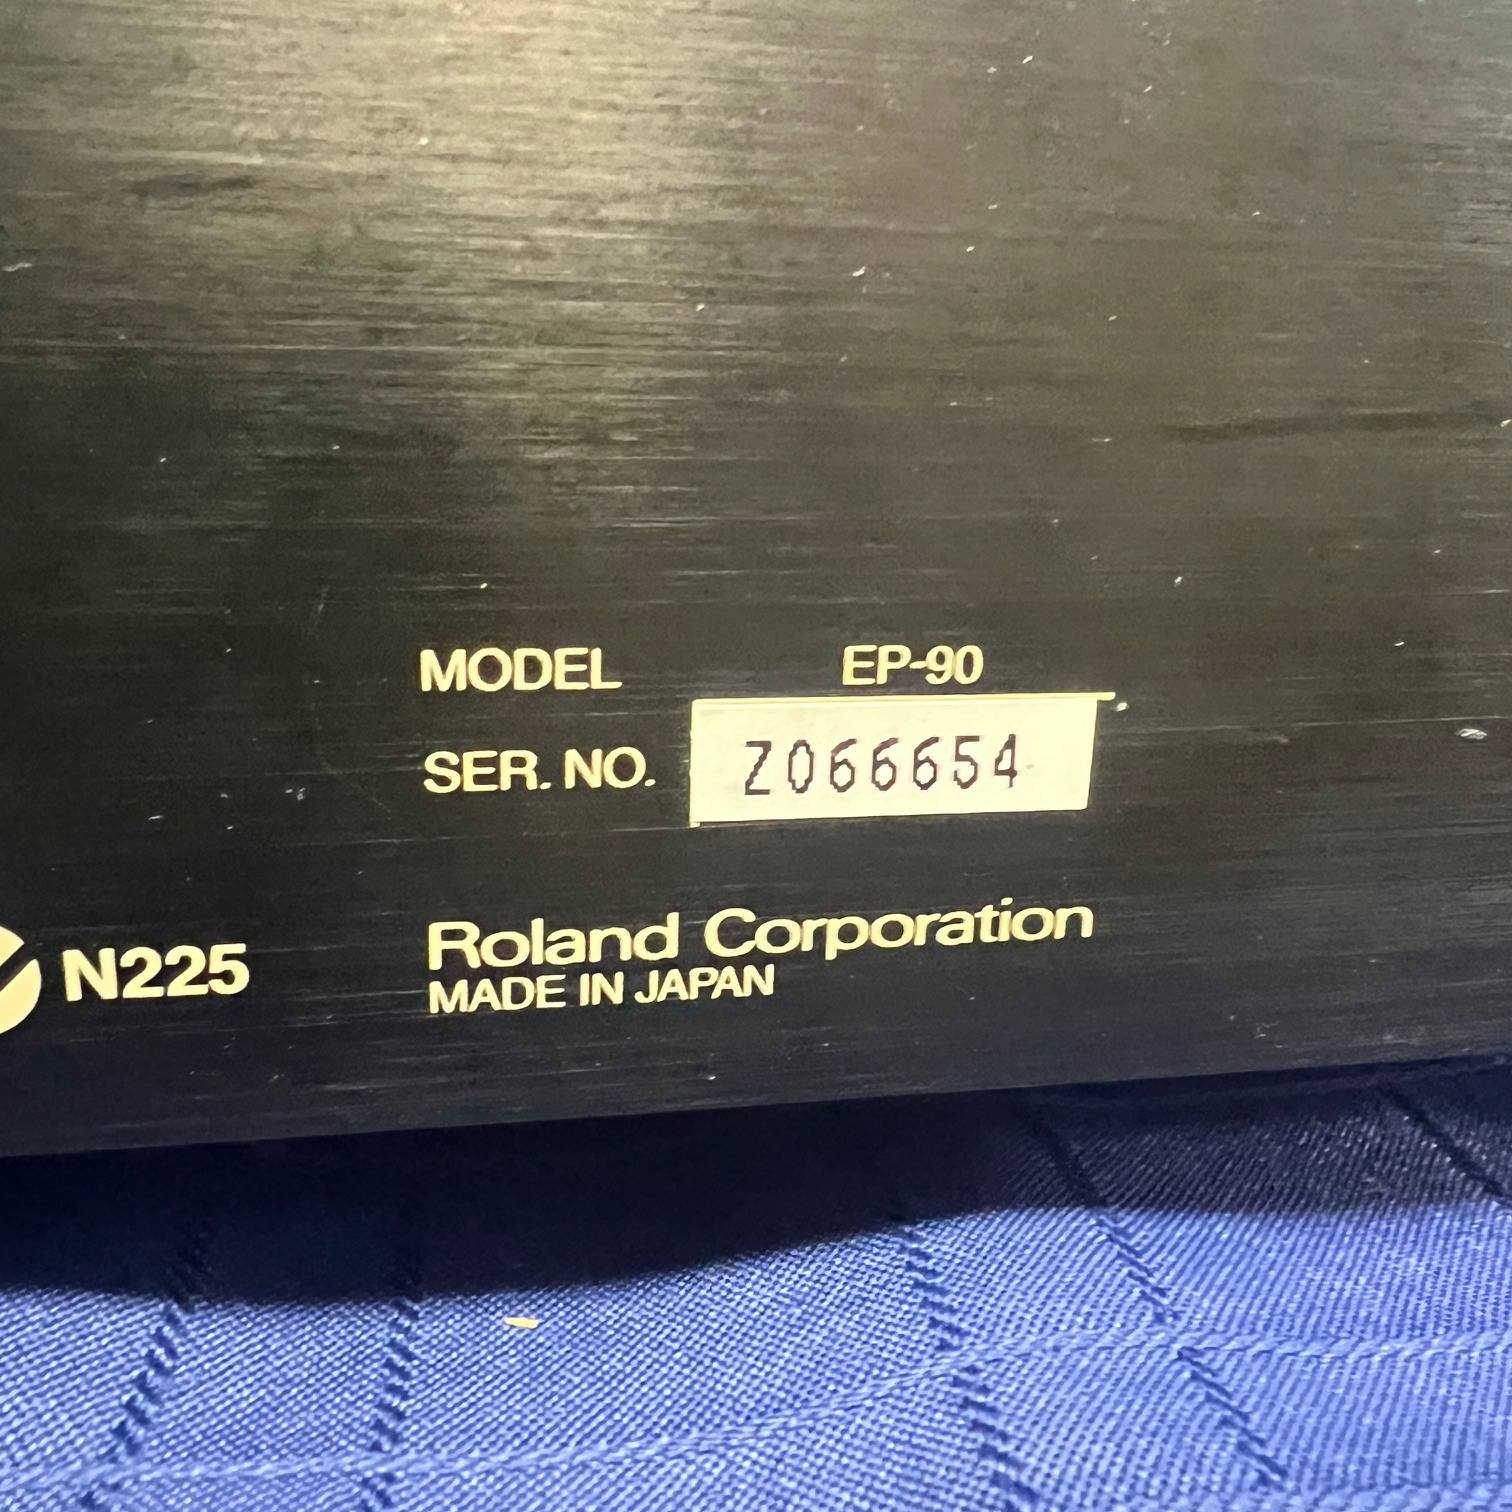 MODEL EP-90
SER. NO. Z066654
N225
Roland Corporation
MADE IN JAPAN